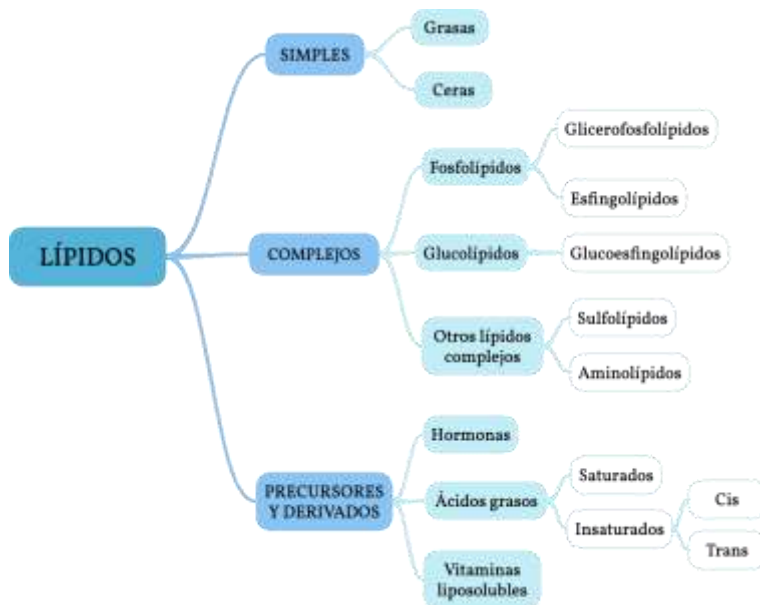 LÍPIDOS
SIMPLES
Grasas
Ceras
COMPLEJOS
Fosfolípidos
Glicerofosfolípidos
Esfingolípidos
Glucolípidos
Glucoesfingolípidos
Otros lípidos
complejos
Sulfolípidos
Aminolípidos
PRECURSORES
Y DERIVADOS
Hormonas
Ácidos grasos
Saturados
Insaturados
Cis
Trans
Vitaminas
liposolubles